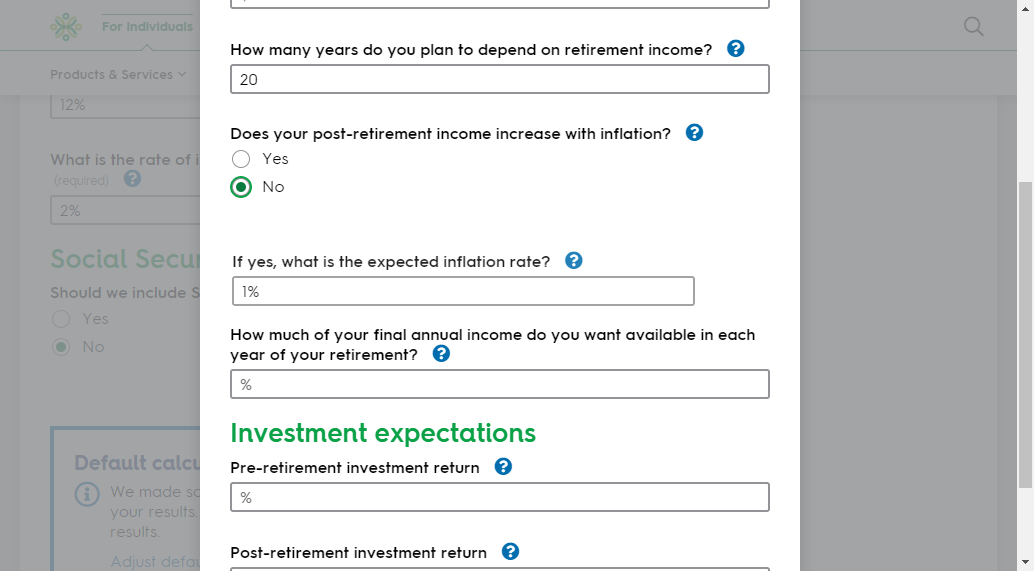 For Individuals
Products & Services
How many years do you plan to depend on retirement income? ?
20
12%
Does your post-retirement income increase with inflation? ?
Yes
No
What is the rate of i
(required) ?
2%
Social Secu
Should we include S
Yes
No
If yes, what is the expected inflation rate? ?
1%
How much of your final annual income do you want available in each
year of your retirement? ?
%
Investment expectations
Pre-retirement investment return ?
%
Post-retirement investment return ?
Default calcu
We made so
your results.
results.
Adjust defau